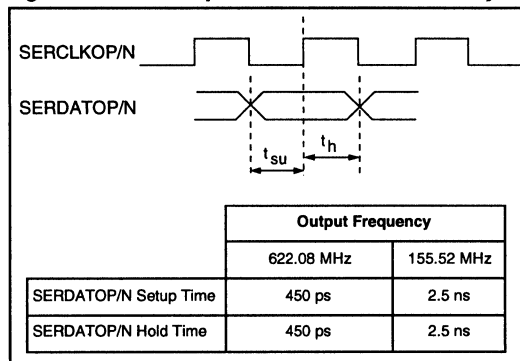 SERCLKOP/N
SERDATOP/N
tsu
th
Output Frequency
622.08 MHz 155.52 MHz
SERDATOP/N Setup Time 450 ps 2.5 ns
SERDATOP/N Hold Time 450 ps 2.5 ns